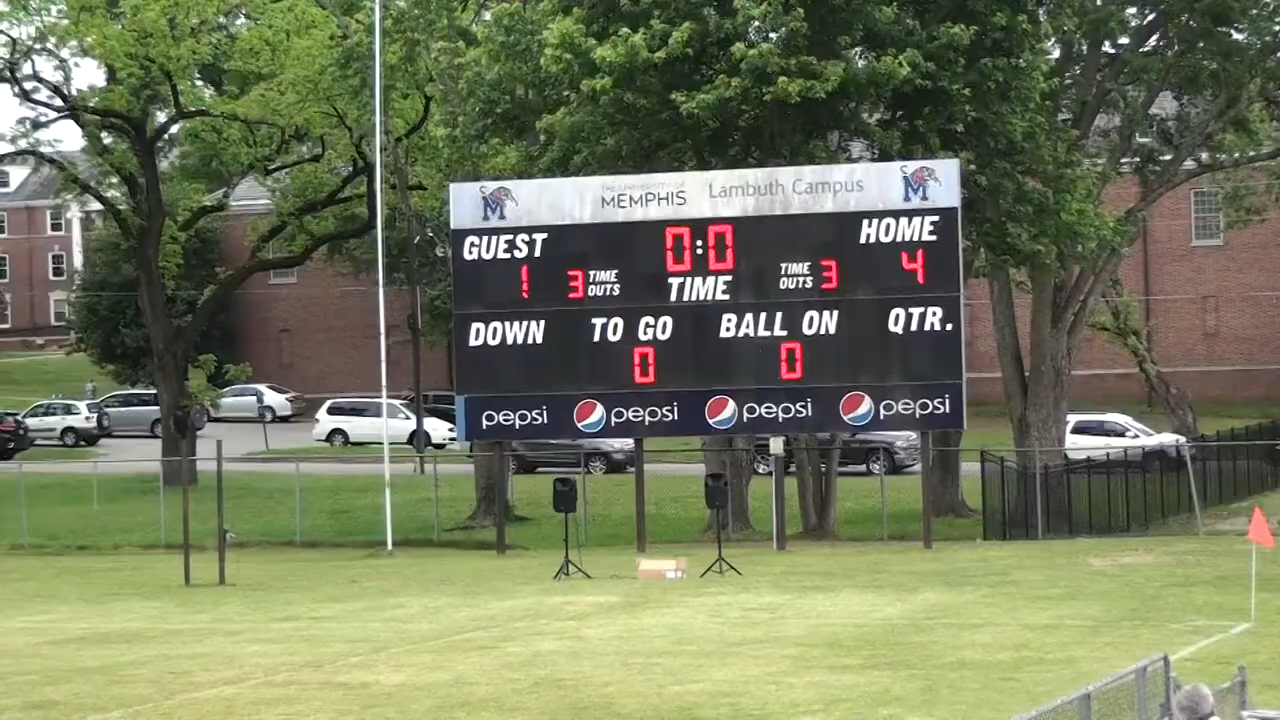 THE UNIVERSITY OF
MEMPHIS
Lambuth Campus
M
M
GUEST
0:0
HOME
1
3 TIME
OUTS
TIME
TIME
OUTS 3
4
DOWN
TO GO
BALL ON
QTR.
0
0
pepsi
pepsi
pepsi
pepsi